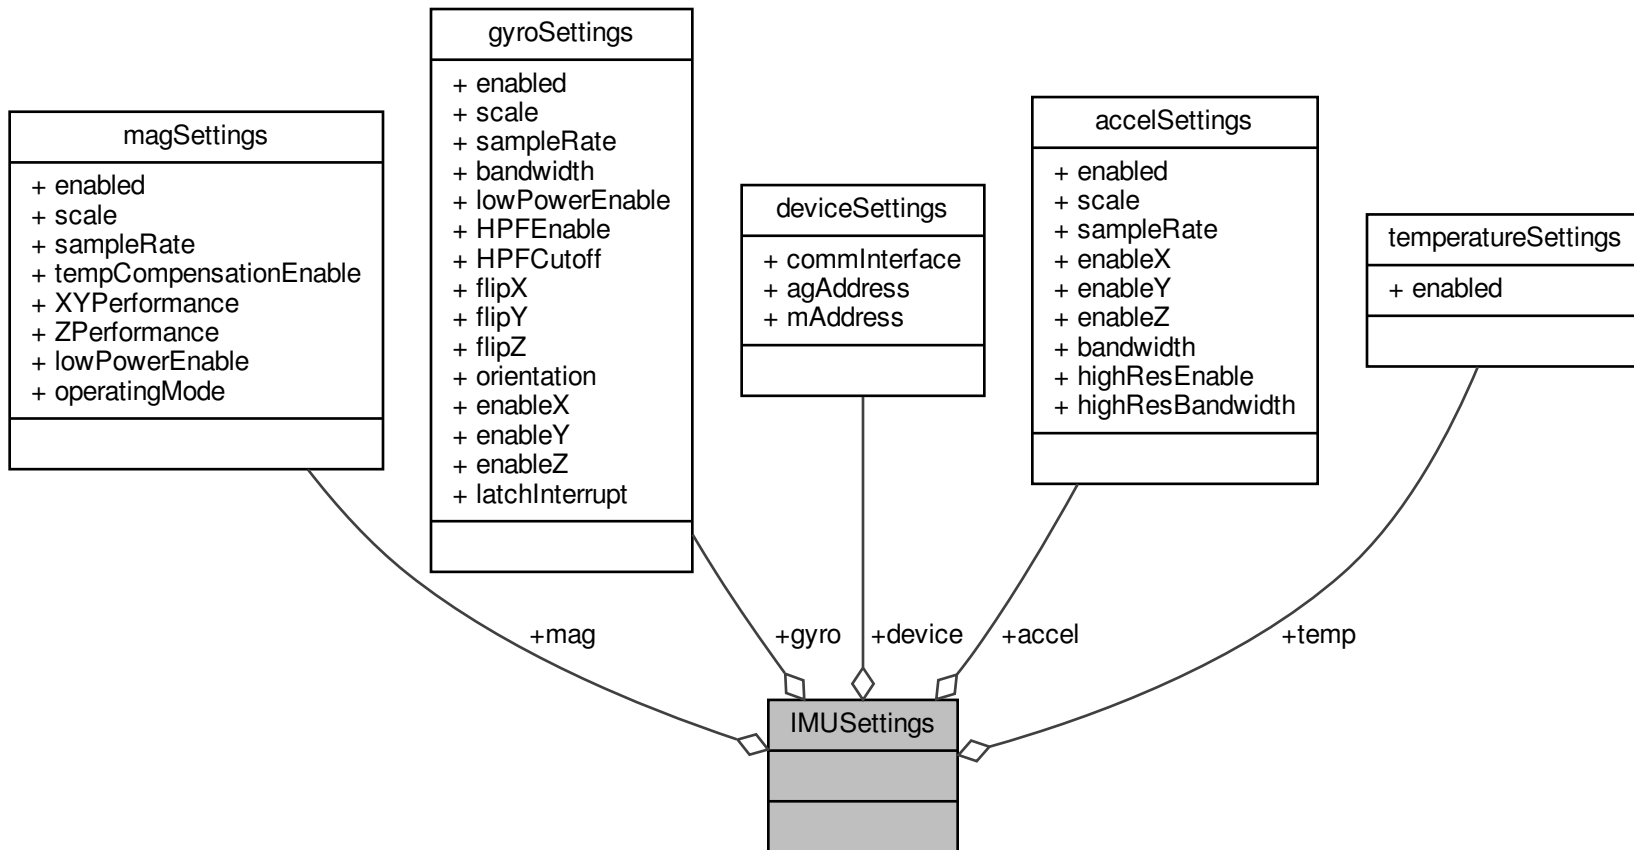 magSettings
+ enabled
+ scale
+ sampleRate
+ tempCompensationEnable
+ XYPerformance
+ ZPerformance
+ lowPowerEnable
+ operatingMode
gyroSettings
+ enabled
+ scale
+ sampleRate
+ bandwidth
+ lowPowerEnable
+ HPFEnable
+ HPFCutoff
+ flipX
+ flipY
+ flipZ
+ orientation
+ enableX
+ enableY
+ enableZ
+ latchInterrupt
deviceSettings
+ commInterface
+ agAddress
+ mAddress
accelSettings
+ enabled
+ scale
+ sampleRate
+ enableX
+ enableY
+ enableZ
+ bandwidth
+ highResEnable
+ highResBandwidth
temperatureSettings
+ enabled
+mag
+gyro
+device
+accel
+temp
IMUSettings